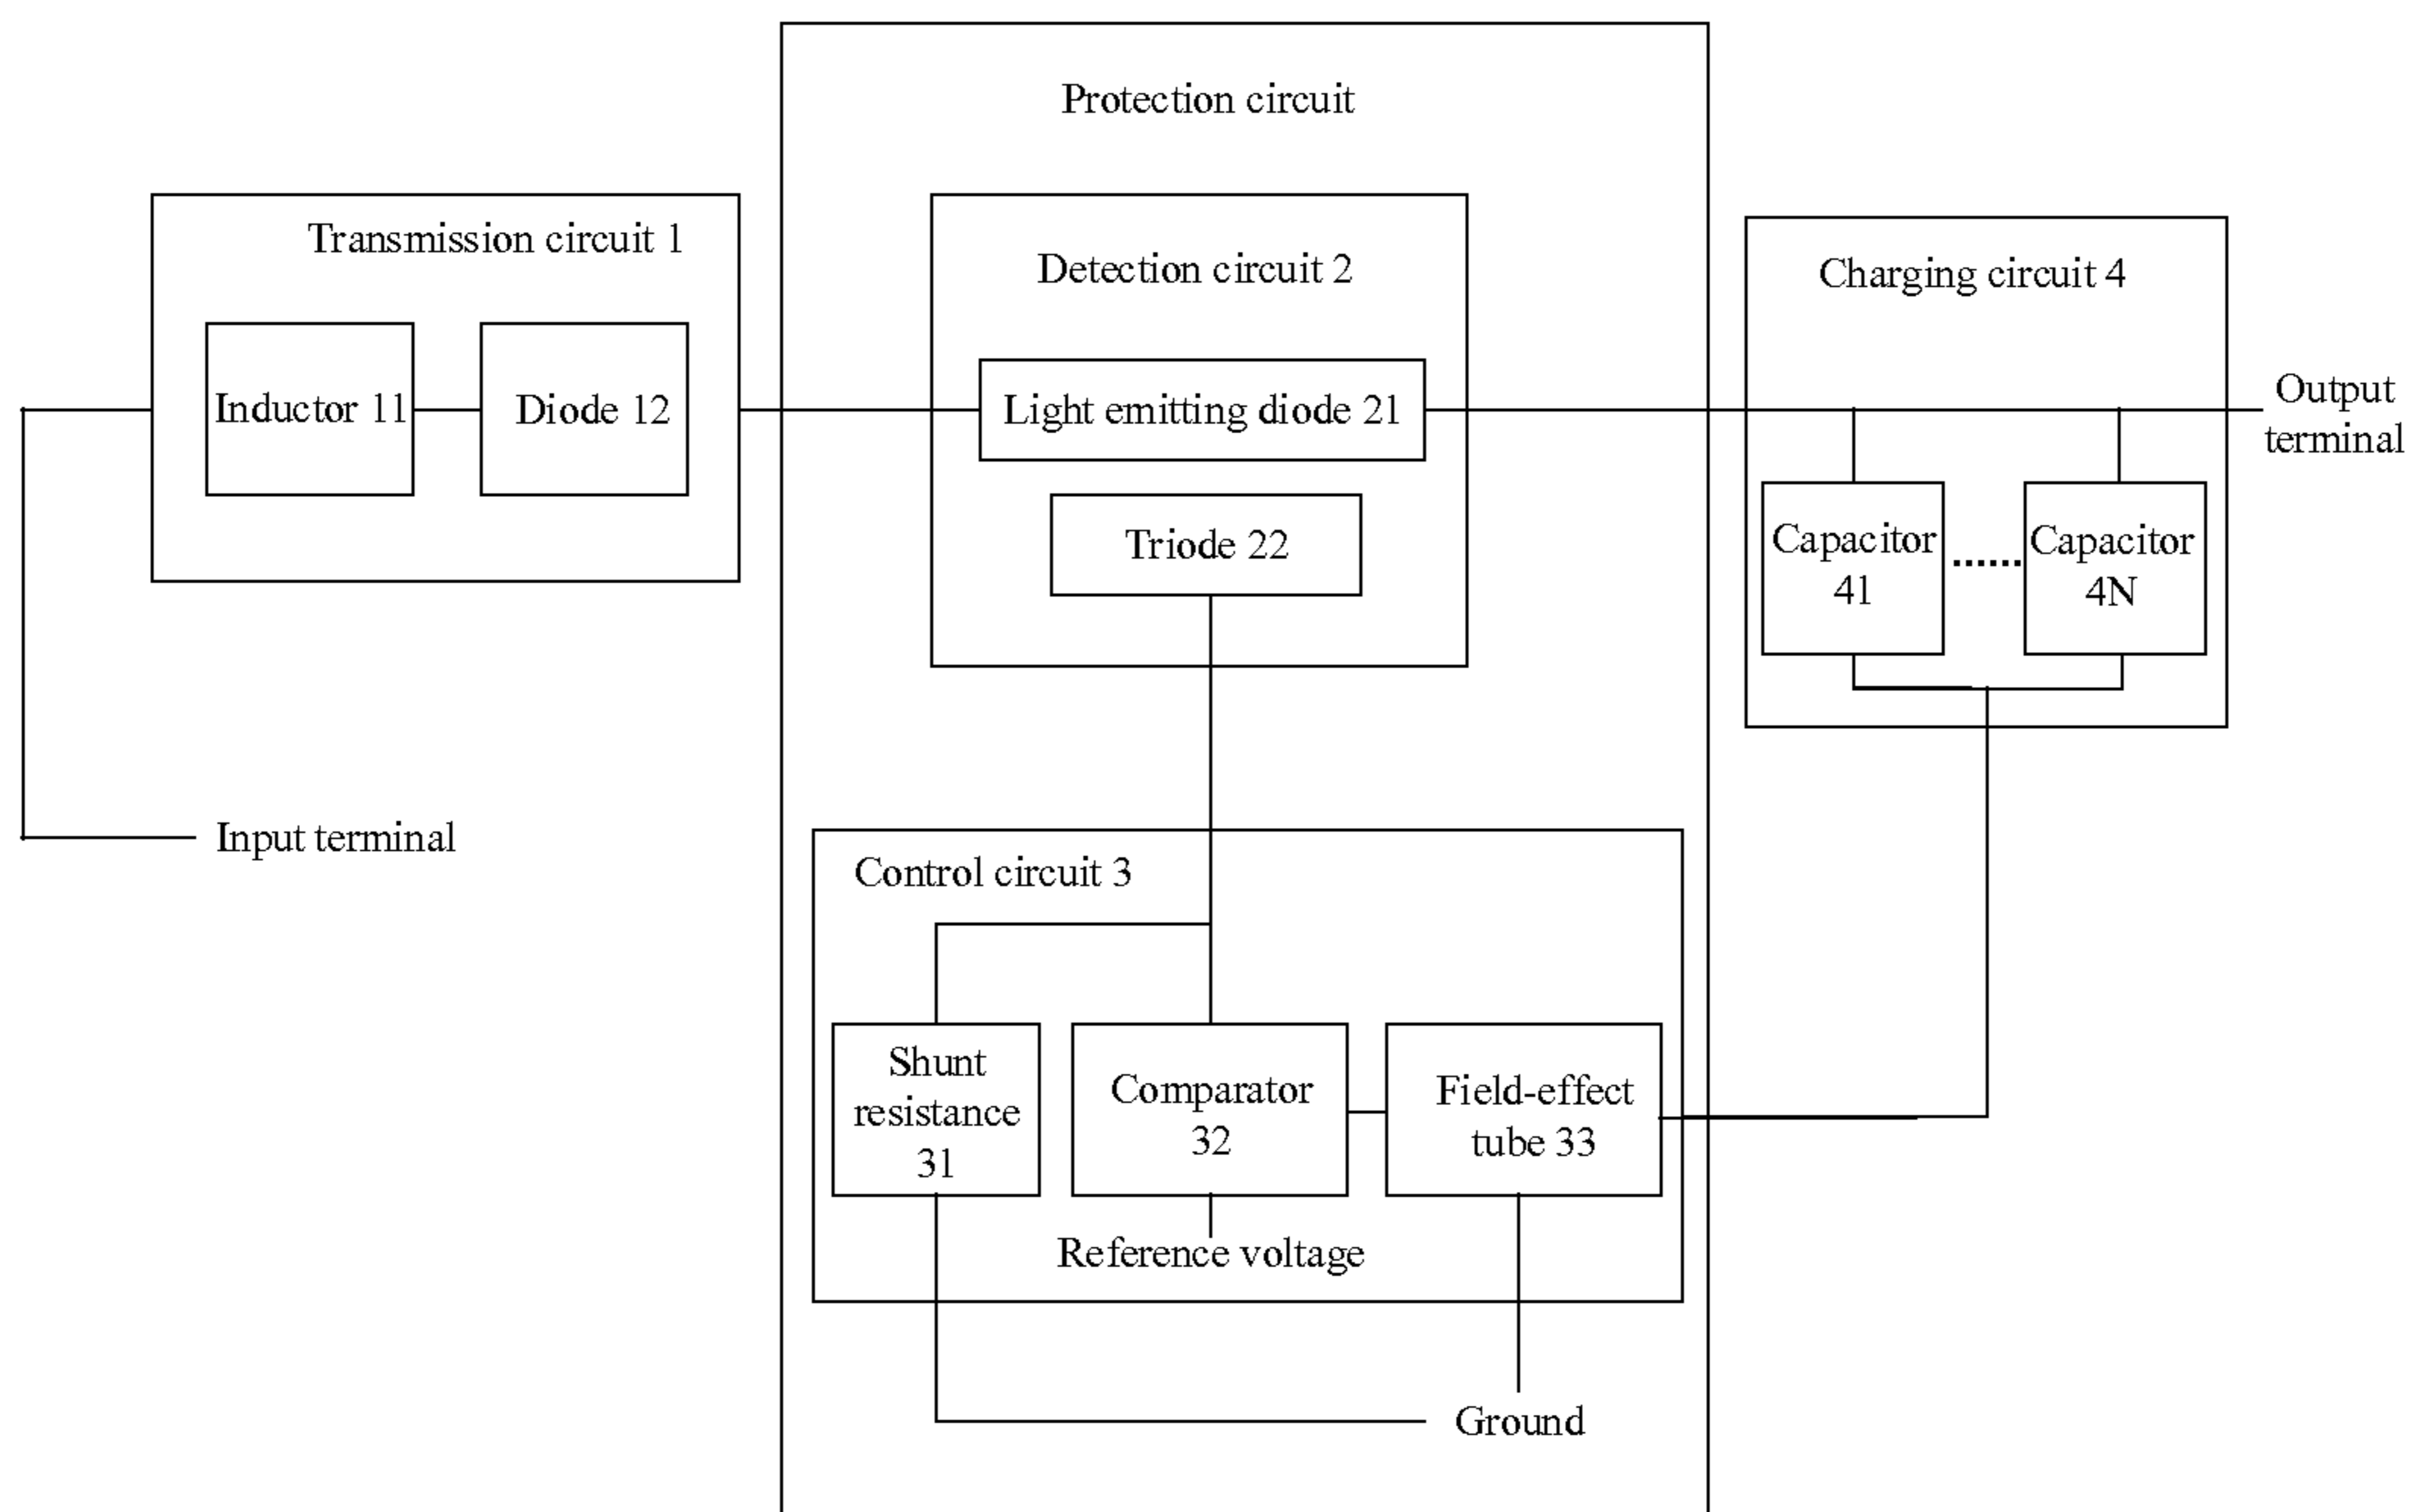 Protection circuit
Transmission circuit 1
Inductor 11
Diode 12
Detection circuit 2
Light emitting diode 21
Triode 22
Charging circuit 4
Capacitor
41
......
Capacitor
4N
Output
terminal
Input terminal
Control circuit 3
Shunt
resistance
31
Comparator
32
Field-effect
tube 33
Reference voltage
Ground